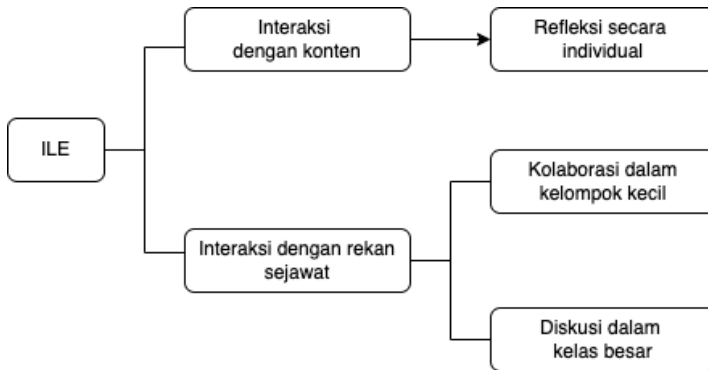 Interaksi
dengan konten
Refleksi secara
individual
ILE
Kolaborasi dalam
kelompok kecil
Interaksi dengan rekan
sejawat
Diskusi dalam
kelas besar